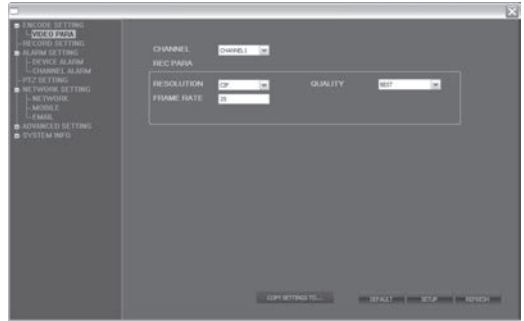 ENCODE SETTING
VIDEO PARA
RECORD SETTING
ALARM SETTING
DEVICE ALARM
CHANNEL ALARM
PTZ SETTING
NETWORK SETTING
NETWORK
MOBILE
EMAIL
ADVANCED SETTING
SYSTEM INFO
CHANNEL CHANNEL1
REC PARA
RESOLUTION CIF QUALITY BEST
FRAME RATE 25
COPY SETTINGS TO... DEFAULT SETUP REFRESH